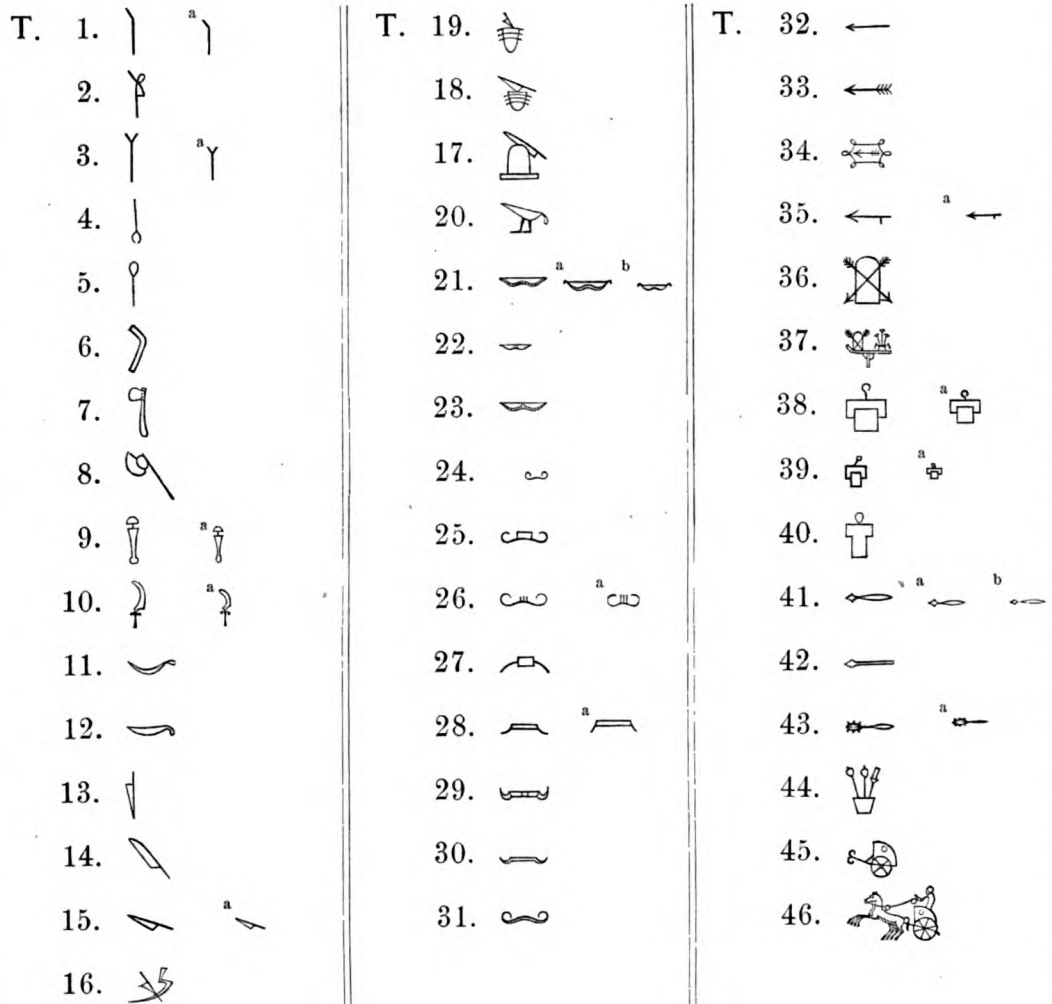 T. 1. a
2.
3. a
4.
5.
6.
7.
8.
9. a
10. a
11.
12.
13.
14.
15. a
16.
T. 19.
18.
17.
20.
21. a b
22.
23.
24.
25.
26. a
27.
28. a
29.
30.
31.
T. 32.
33.
34.
35. a
36.
37.
38. a
39. a
40.
41. a b
42.
43. a
44.
45.
46.